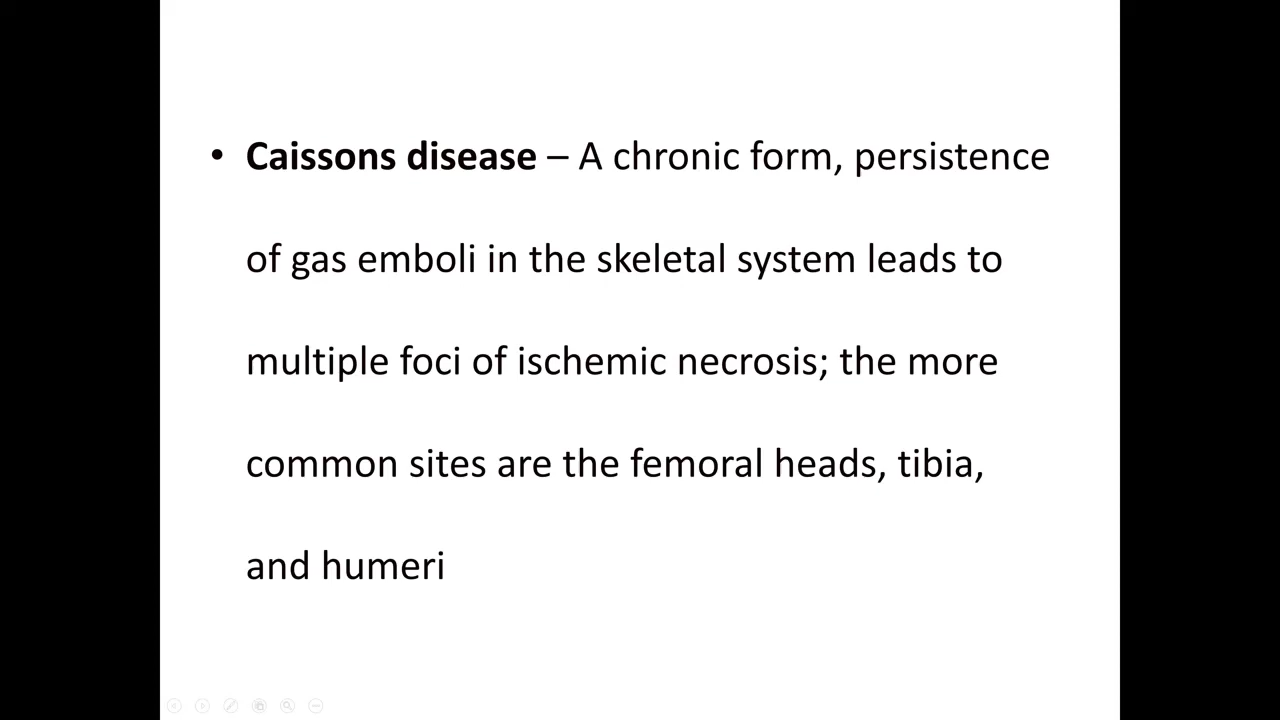 • Caissons disease – A chronic form, persistence
of gas emboli in the skeletal system leads to
multiple foci of ischemic necrosis; the more
common sites are the femoral heads, tibia,
and humeri